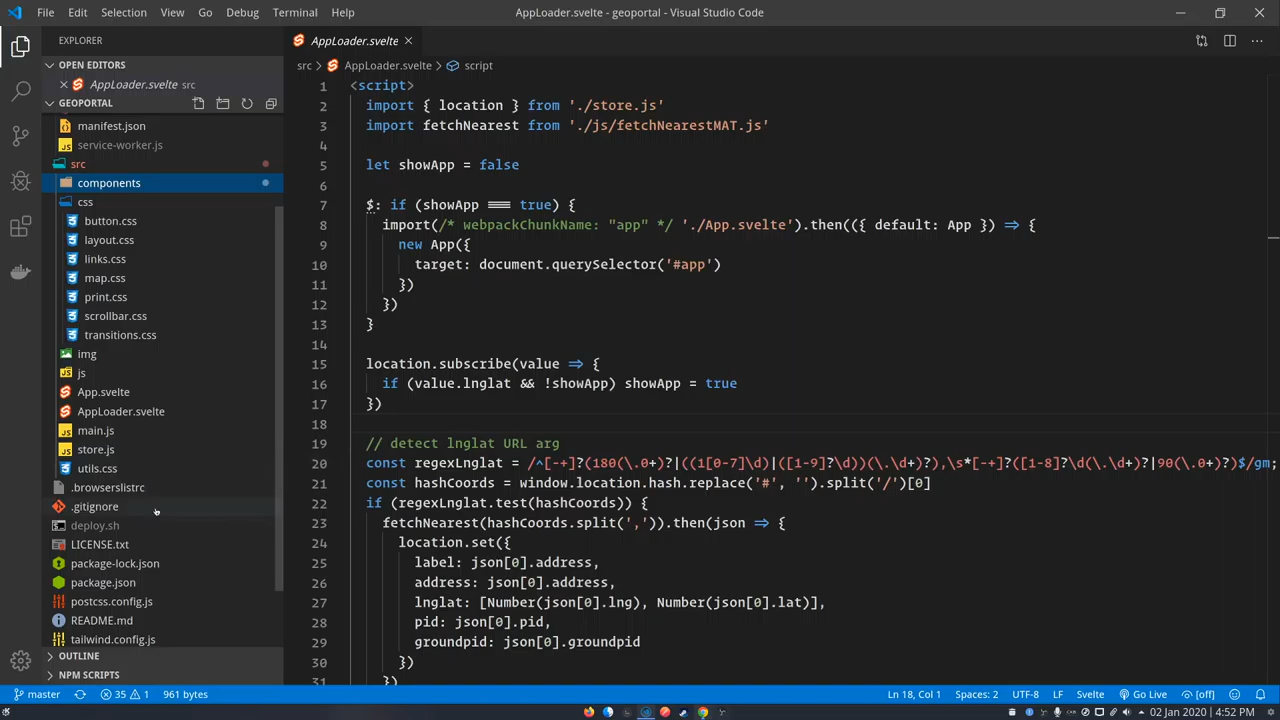 File Edit Selection View Go Debug Terminal Help
AppLoader.svelte - geoportal - Visual Studio Code
EXPLORER
OPEN EDITORS
AppLoader.svelte src
GEOPORTAL
manifest.json
service-worker.js
src
components
css
button.css
layout.css
links.css
map.css
print.css
scrollbar.css
transitions.css
img
js
App.svelte
AppLoader.svelte
main.js
store.js
utils.css
.browserslistrc
.gitignore
deploy.sh
LICENSE.txt
package-lock.json
package.json
postcss.config.js
README.md
tailwind.config.js
OUTLINE
NPM SCRIPTS
AppLoader.svelte
src AppLoader.svelte script
1 <script>
2 import { location } from './store.js'
3 import fetchNearest from './js/fetchNearestMAT.js'
4
5 let showApp = false
6
7 $: if (showApp === true) {
8 import(/* webpackChunkName: "app" */ './App.svelte').then(({ default: App }) => {
9 new App({
10 target: document.querySelector('#app')
11 })
12 })
13 }
14
15 location.subscribe(value => {
16 if (value.lnglat && !showApp) showApp = true
17 })
18
19 // detect lnglat URL arg
20 const regexLnglat = /^[-+]?(180(\.0+)?|((1[0-7]\d)|([1-9]?\d))(\.\d+)?),\s*[-+]?([1-8]?\d(\.\d+)?|90(\.0+)?)$/gm;
21 const hashCoords = window.location.hash.replace('#', '').split('/')[0]
22 if (regexLnglat.test(hashCoords)) {
23 fetchNearest(hashCoords.split(',')).then(json => {
24 location.set({
25 label: json[0].address,
26 address: json[0].address,
27 lnglat: [Number(json[0].lng), Number(json[0].lat)],
28 pid: json[0].pid,
29 groundpid: json[0].groundpid
30 })
31 })
master 35 1 961 bytes Ln 18, Col 1 Spaces: 2 UTF-8 LF Svelte Go Live [off]
02 Jan 2020 | 4:52 PM